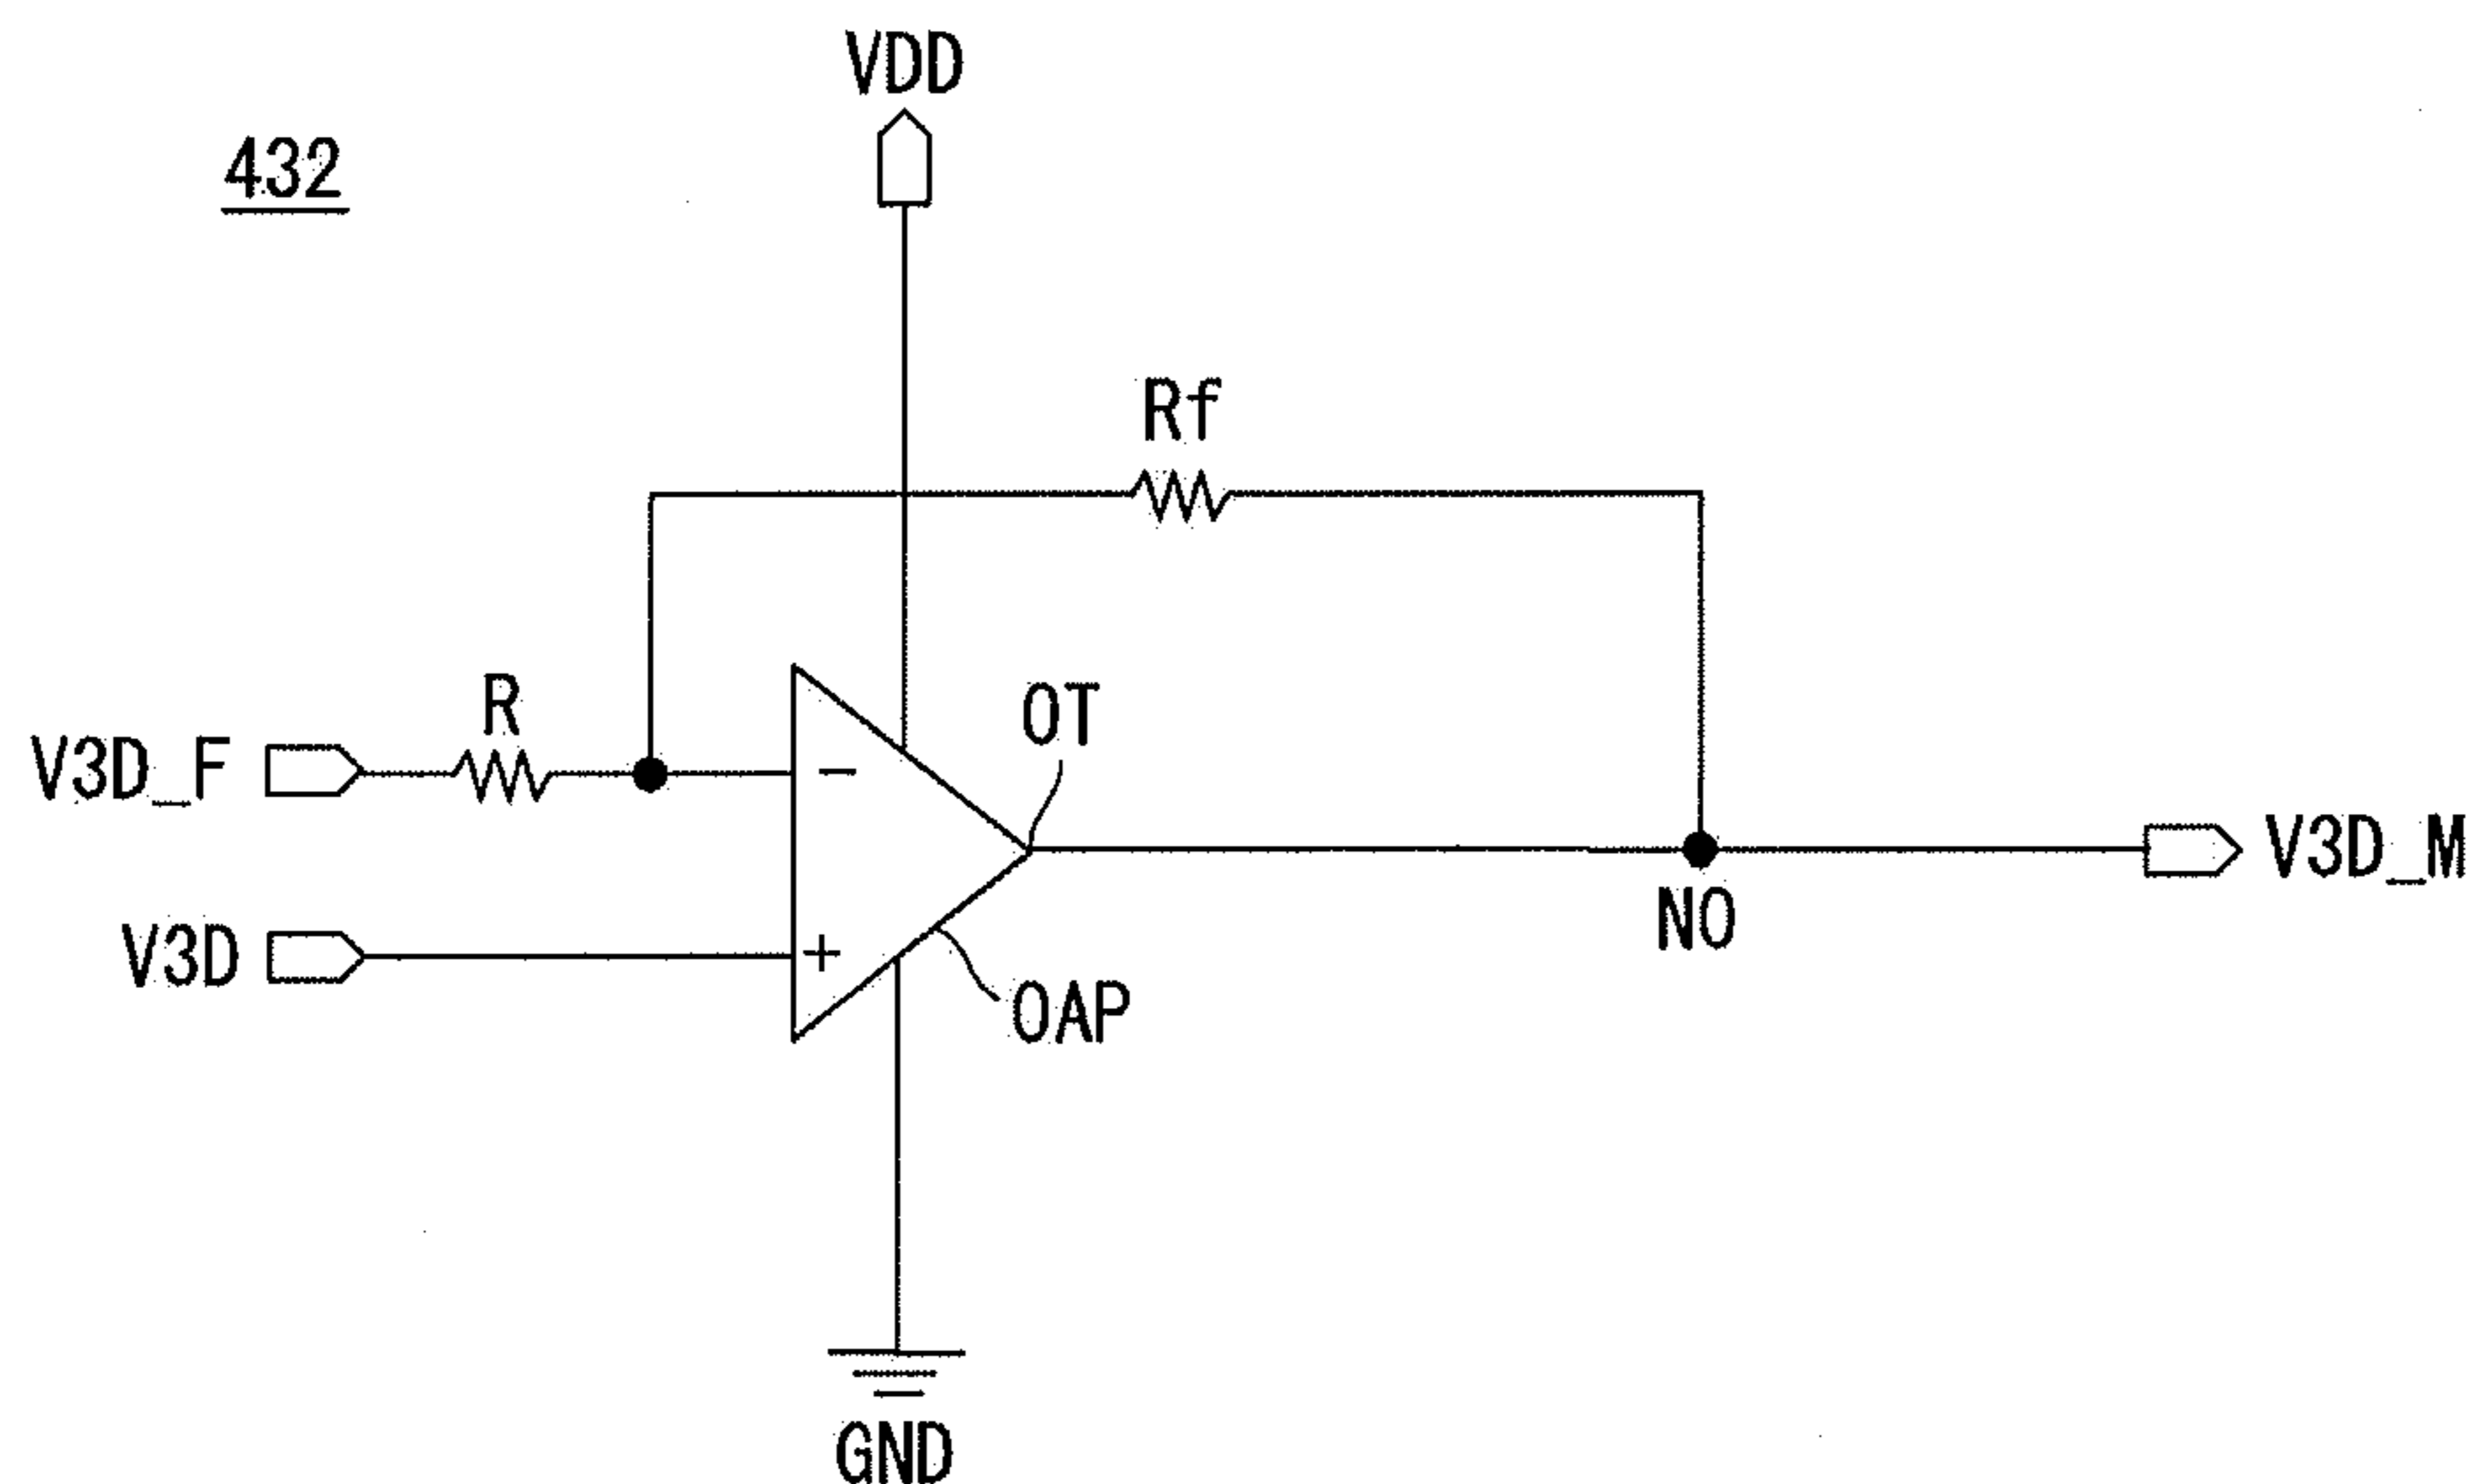 VDD
432
Rf
R
OT
V3D_F
V3D_M
NO
V3D
OAP
GND